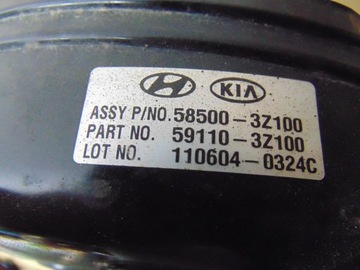 KIA
ASSY P/NO. 58500-3Z100
PART NO. 59110-3Z100
LOT NO. 110604-0324C